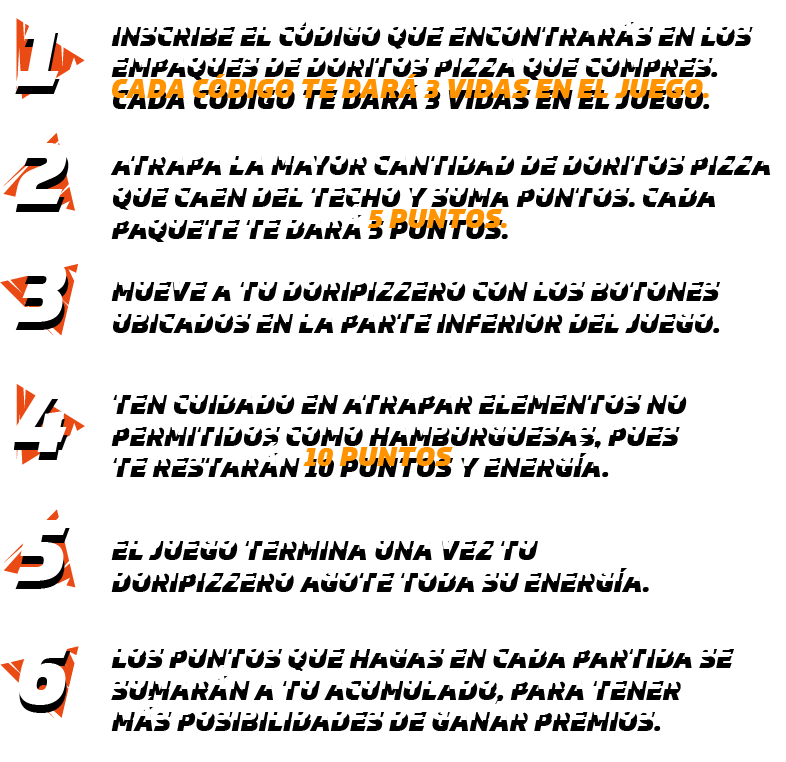 1
INSCRIBE EL CÓDIGO QUE ENCONTRARÁS EN LOS
EMPAQUES DE DORITOS PIZZA QUE COMPRES.
CADA CÓDIGO TE DARÁ 3 VIDAS EN EL JUEGO.
2
ATRAPA LA MAYOR CANTIDAD DE DORITOS PIZZA
QUE CAEN DEL TECHO Y SUMA PUNTOS. CADA
PAQUETE TE DARÁ 5 PUNTOS.
3
MUEVE A TU DORIPIZZERO CON LOS BOTONES
UBICADOS EN LA PARTE INFERIOR DEL JUEGO.
4
TEN CUIDADO EN ATRAPAR ELEMENTOS NO
PERMITIDOS COMO HAMBURGUESAS, PUES
TE RESTARÁN 10 PUNTOS Y ENERGÍA.
5
EL JUEGO TERMINA UNA VEZ TU
DORIPIZZERO AGOTE TODA SU ENERGÍA.
6
LOS PUNTOS QUE HAGAS EN CADA PARTIDA SE
SUMARÁN A TU ACUMULADO, PARA TENER
MÁS POSIBILIDADES DE GANAR PREMIOS.